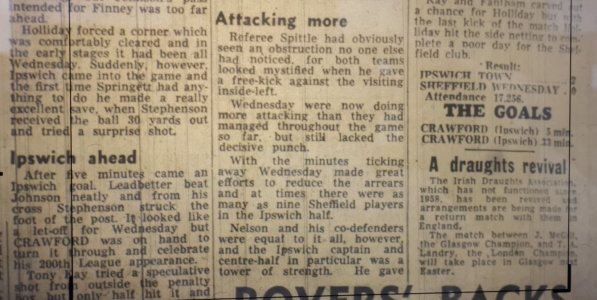 intended for Finney was too far
ahead.
Holliday forced a corner which
was comfortably cleared and in
the early stages it had been all
Wednesday. Suddenly, however,
Ipswich came into the game and
the first time Springett had any-
thing to do he made a really
excellent save, when Stephenson
received the ball 30 yards out
and tried a surprise shot.
Ipswich ahead
After five minutes came an
Ipswich goal. Leadbetter beat
Johnson neatly and from his
cross Stephenson struck the
foot of the post. It looked like
a let-off for Wednesday but
CRAWFORD was on hand to
turn it through and celebrate
his 200th League appearance.
Tony Kay tried a speculative
shot from outside the penalty
box but only half hit it and
Attacking more
Referee Spittle had obviously
seen an obstruction no one else
had noticed, for both teams
looked mystified when he gave
a free-kick against the visiting
inside-left.
Wednesday were now doing
more attacking than they had
managed throughout the game
so far, but still lacked the
decisive punch.
With the minutes ticking
away Wednesday made great
efforts to reduce the arrears
and at times there were as
many as nine Sheffield players
in the Ipswich half.
Nelson and his co-defenders
were equal to it all, however,
and the Ipswich captain and
centre-half in particular was a
tower of strength. He gave
Kay and Fantham carved out
a chance for Holliday but with
the last kick of the match Hol-
liday hit the side netting to com-
plete a poor day for the Shef-
field club.
Result:
IPSWICH TOWN 2
SHEFFIELD WEDNESDAY 0
Attendance 17,256.
THE GOALS
CRAWFORD (Ipswich) 5 min.
CRAWFORD (Ipswich) 33 min.
A draughts revival
The Irish Draughts Association,
which has not functioned since
1958, has been revived and
arrangements are being made for
a return match with
England.
The match between J. McGill,
the Glasgow Champion, and
Landry, the London Champion,
will take place in Glasgow
Easter.
ROVERS' BACKS